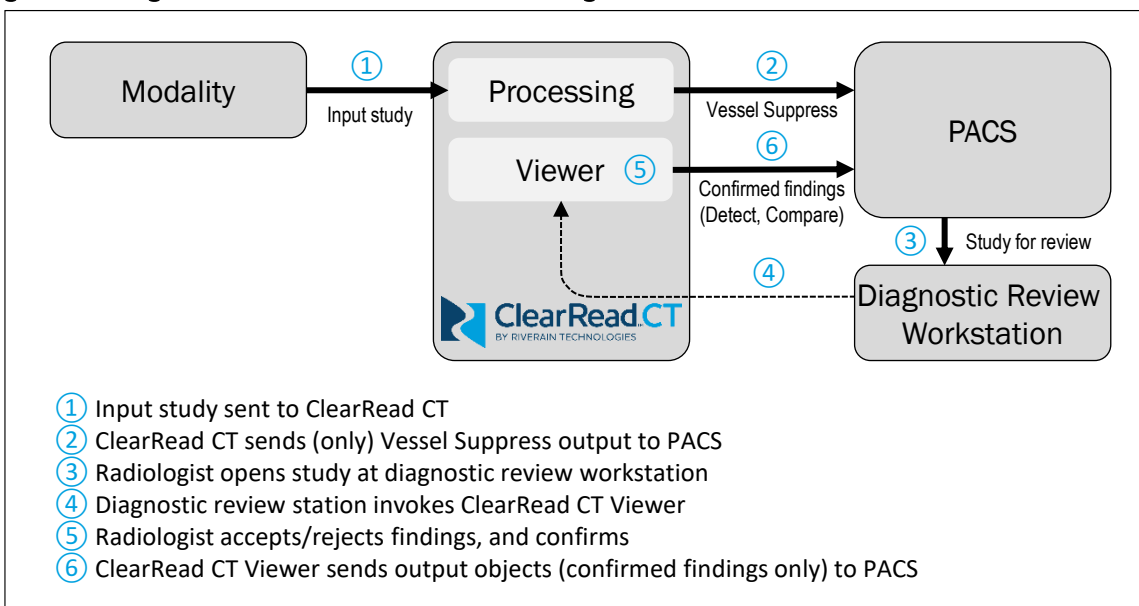 Modality
①
Input study
Processing
Viewer ⑤
ClearRead CT
BY RIVERAIN TECHNOLOGIES
②
Vessel Suppress
⑥
Confirmed findings
(Detect, Compare)
PACS
③ Study for review
④
Diagnostic Review
Workstation
① Input study sent to ClearRead CT
② ClearRead CT sends (only) Vessel Suppress output to PACS
③ Radiologist opens study at diagnostic review workstation
④ Diagnostic review station invokes ClearRead CT Viewer
⑤ Radiologist accepts/rejects findings, and confirms
⑥ ClearRead CT Viewer sends output objects (confirmed findings only) to PACS